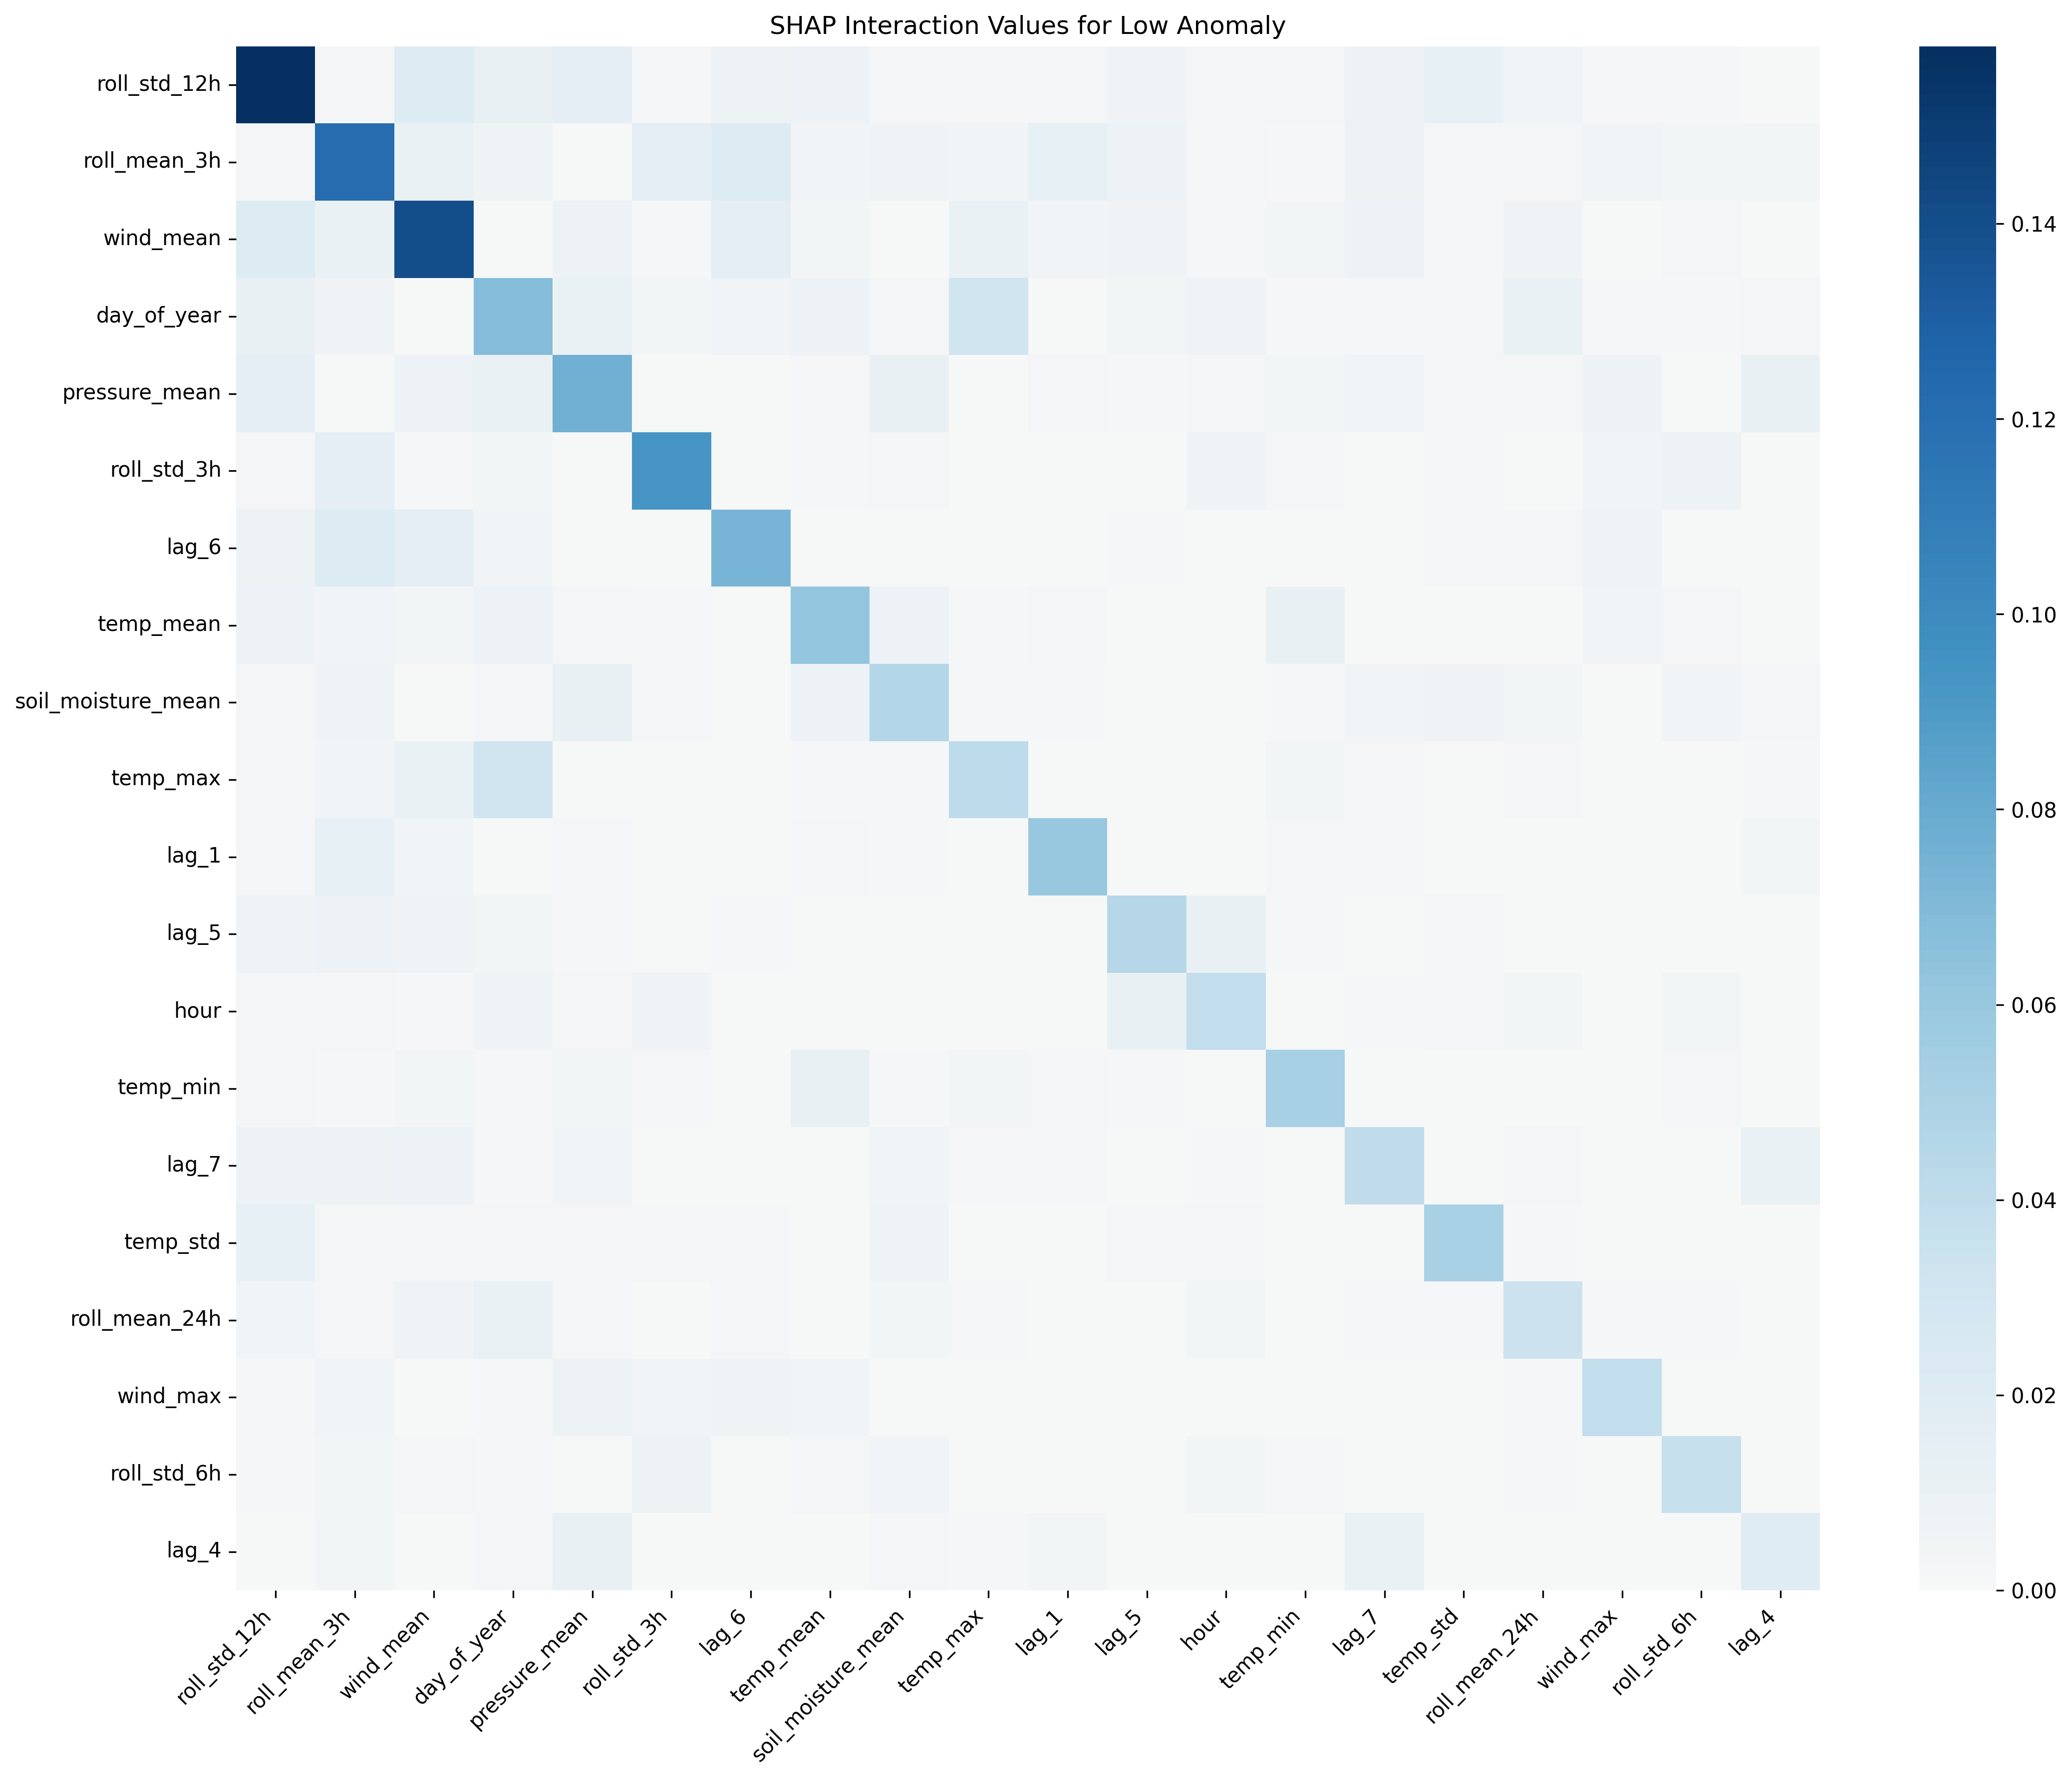 SHAP Interaction Values for Low Anomaly
roll_std_12h
roll_mean_3h
wind_mean
day_of_year
pressure_mean
roll_std_3h
lag_6
temp_mean
soil_moisture_mean
temp_max
lag_1
lag_5
hour
temp_min
lag_7
temp_std
roll_mean_24h
wind_max
roll_std_6h
lag_4
roll_std_12h
roll_mean_3h
wind_mean
day_of_year
pressure_mean
roll_std_3h
lag_6
temp_mean
soil_moisture_mean
temp_max
lag_1
lag_5
hour
temp_min
lag_7
temp_std
roll_mean_24h
wind_max
roll_std_6h
lag_4
0.14
0.12
0.10
0.08
0.06
0.04
0.02
0.00